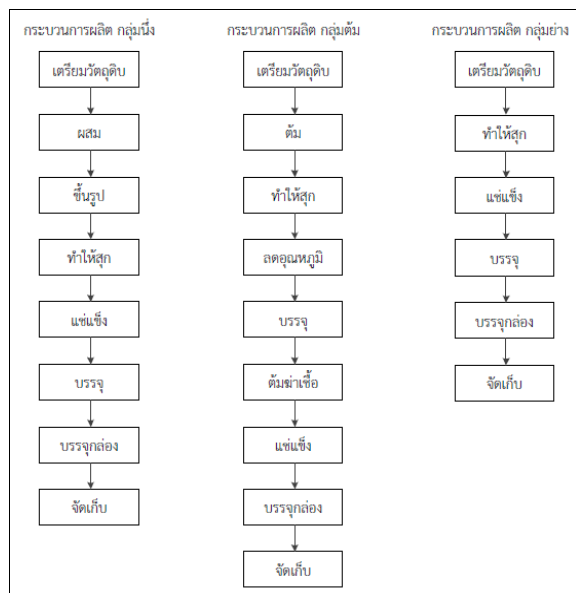 กระบวนการผลิต กลุ่มนึ่ง
เตรียมวัตถุดิบ
ผสม
ขึ้นรูป
ทำให้สุก
แช่แข็ง
บรรจุ
บรรจุกล่อง
จัดเก็บ
กระบวนการผลิต กลุ่มต้ม
เตรียมวัตถุดิบ
ต้ม
ทำให้สุก
ลดอุณหภูมิ
บรรจุ
ต้มฆ่าเชื้อ
แช่แข็ง
บรรจุกล่อง
จัดเก็บ
กระบวนการผลิต กลุ่มย่าง
เตรียมวัตถุดิบ
ทำให้สุก
แช่แข็ง
บรรจุ
บรรจุกล่อง
จัดเก็บ